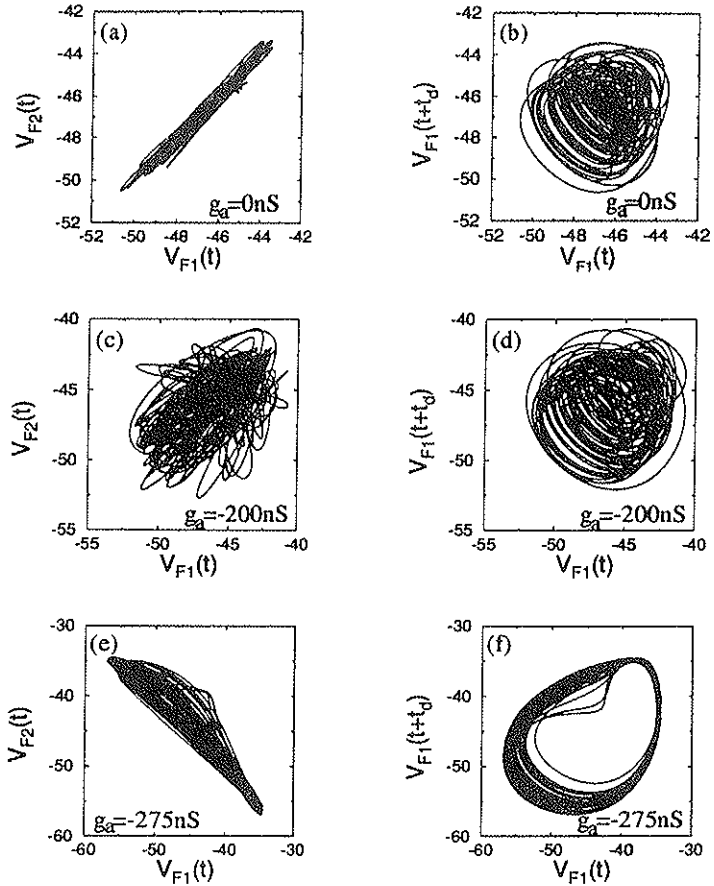 (a)
V_F2(t)
-42
-44
-46
-48
-50
-52
g_a=0nS
-52 -50 -48 -46 -44 -42
V_F1(t)
(b)
V_F1(t+t_d)
-42
-44
-46
-48
-50
-52
g_a=0nS
-52 -50 -48 -46 -44 -42
V_F1(t)
(c)
V_F2(t)
-40
-45
-50
-55
g_a=-200nS
-55 -50 -45 -40
V_F1(t)
(d)
V_F1(t+t_d)
-40
-45
-50
-55
g_a=-200nS
-55 -50 -45 -40
V_F1(t)
(e)
V_F2(t)
-30
-40
-50
-60
g_a=-275nS
-60 -50 -40 -30
V_F1(t)
(f)
V_F1(t+t_d)
-30
-40
-50
-60
g_a=-275nS
-60 -50 -40 -30
V_F1(t)